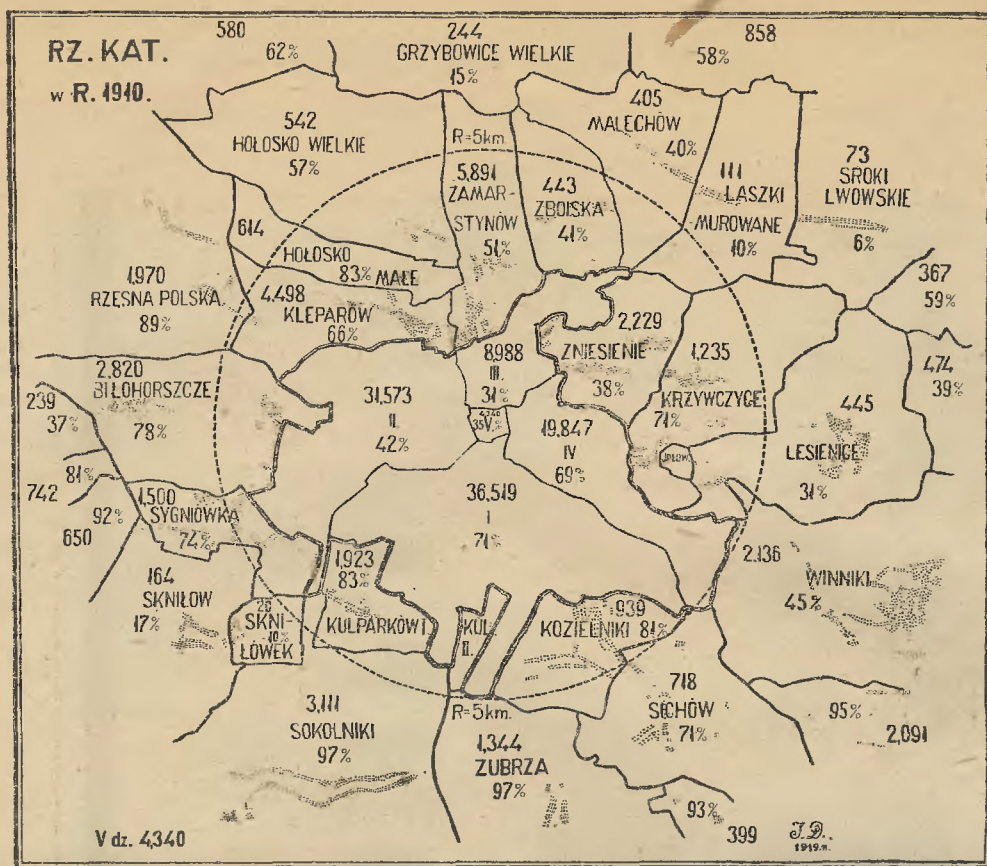 RZ. KAT.
w R. 1910.
580
62%
244
GRZYBOWICE WIELKIE
15%
858
58%
542
HOŁOSKO WIELKIE
57%
R=5km.
5,891
ZAMAR-
STYNÓW
51%
443
ZBOISKA
41%
405
MALECHÓW
40%
111
LASZKI
MUROWANE
10%
73
SROKI
LWOWSKIE
6%
614
HOŁOSKO
83% MAŁE
1,970
RZĘSNA POLSKA
89%
4,498
KLEPARÓW
66%
367
59%
2,820
BIŁOHORSZCZE
78%
8,988
III.
31%
2,229
ZNIESIENIE
38%
1,235
KRZYWCZYCE
71%
474
39%
239
37%
31,573
II.
42%
4,340
35 V. %
19,847
IV
69%
445
LESIENICE
31%
81%
742
92%
650
1,500
SYGNIÓWKA
74%
36,519
I
71%
2,136
WINNIKI
45%
164
SKNIŁÓW
17%
1,923
83%
KULPARKÓW I
20
SKNI-
10%
ŁÓWEK
KUL.
II.
939
KOZIELNIKI 81%
3,111
SOKOLNIKI
97%
R=5km.
1,344
ZUBRZA
97%
718
SICHÓW
71%
95%
2,091
93%
399
V dz. 4,340
J.D..
1919.r.